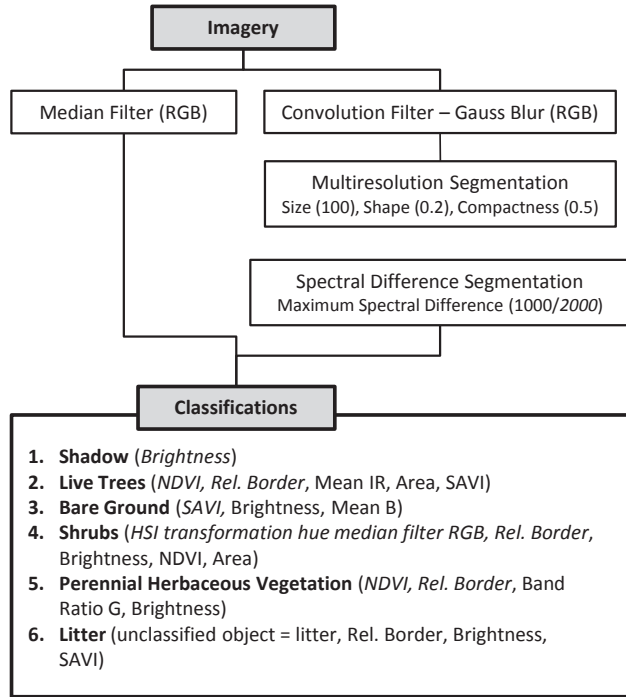 Imagery
Median Filter (RGB)
Convolution Filter – Gauss Blur (RGB)
Multiresolution Segmentation
Size (100), Shape (0.2), Compactness (0.5)
Spectral Difference Segmentation
Maximum Spectral Difference (1000/2000)
Classifications
1. Shadow (Brightness)
2. Live Trees (NDVI, Rel. Border, Mean IR, Area, SAVI)
3. Bare Ground (SAVI, Brightness, Mean B)
4. Shrubs (HSI transformation hue median filter RGB, Rel. Border,
Brightness, NDVI, Area)
5. Perennial Herbaceous Vegetation (NDVI, Rel. Border, Band
Ratio G, Brightness)
6. Litter (unclassified object = litter, Rel. Border, Brightness,
SAVI)